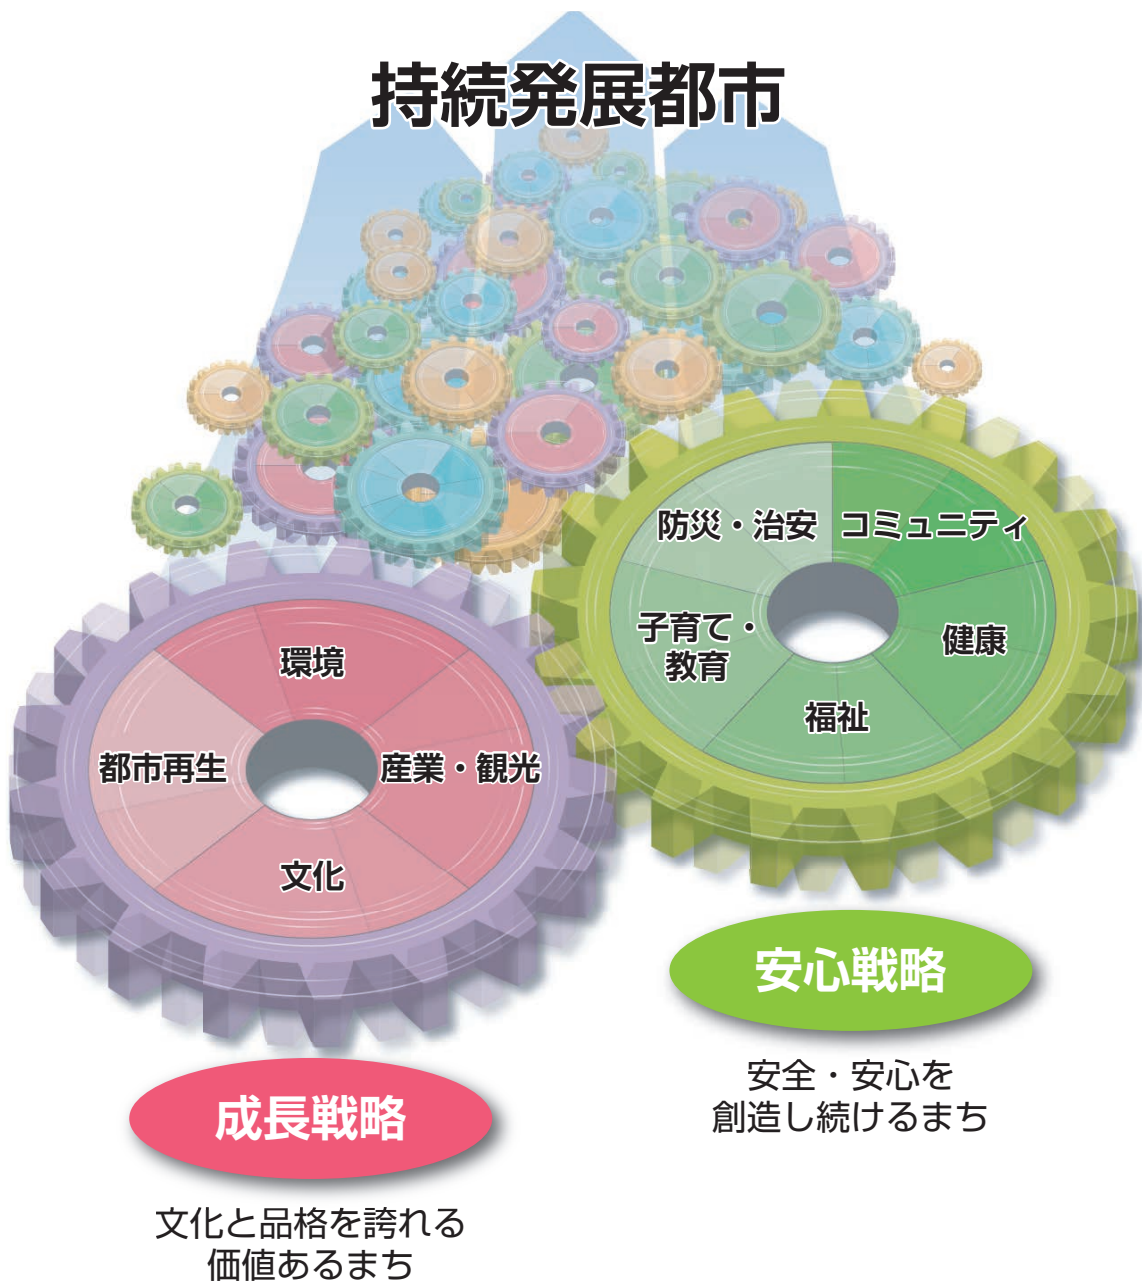 持続発展都市
防災・治安
コミュニティ
子育て・
教育
健康
福祉
環境
都市再生
産業・観光
文化
安心戦略
安全・安心を
創造し続けるまち
成長戦略
文化と品格を誇れる
価値あるまち